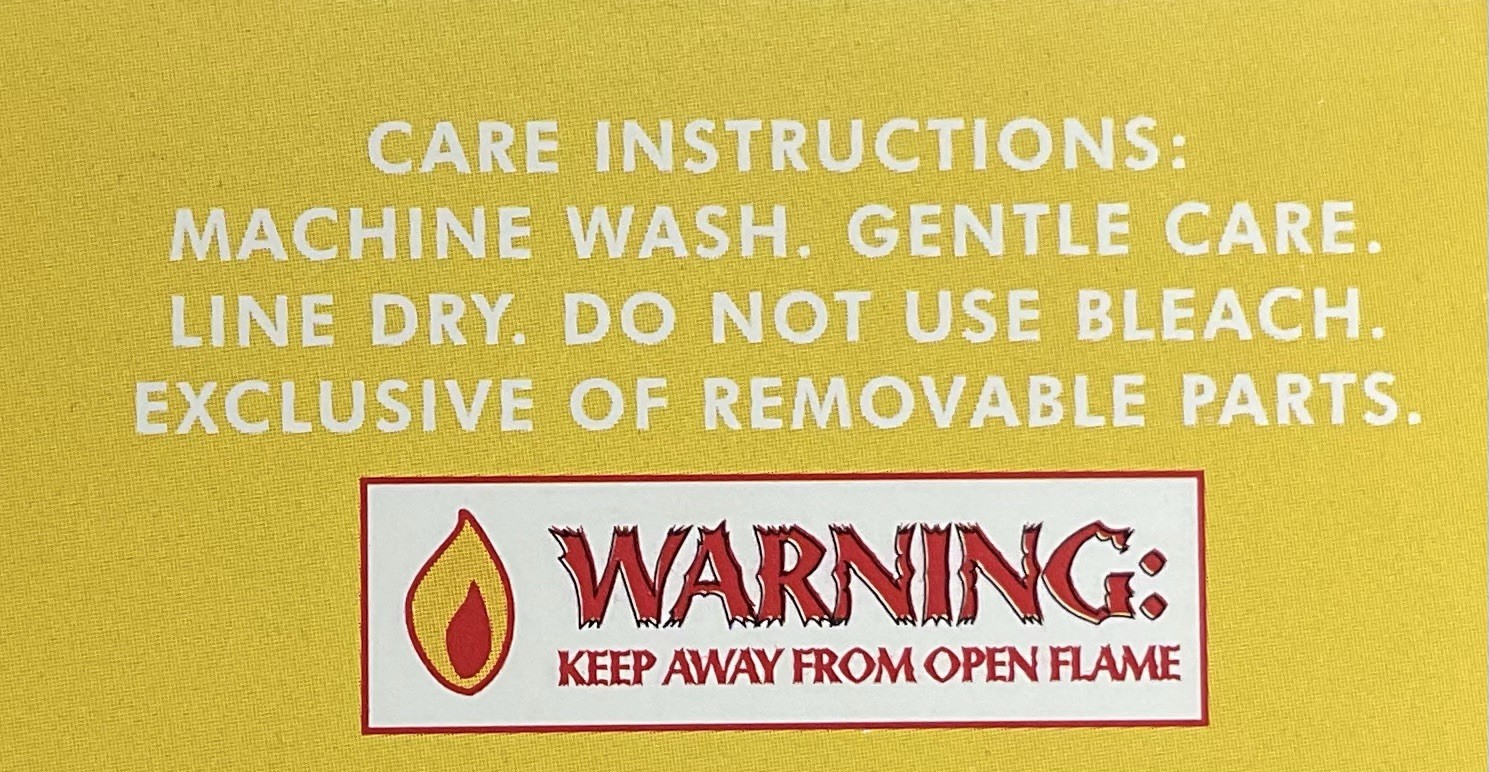 CARE INSTRUCTIONS:
MACHINE WASH. GENTLE CARE.
LINE DRY. DO NOT USE BLEACH.
EXCLUSIVE OF REMOVABLE PARTS.
WARNING:
KEEP AWAY FROM OPEN FLAME